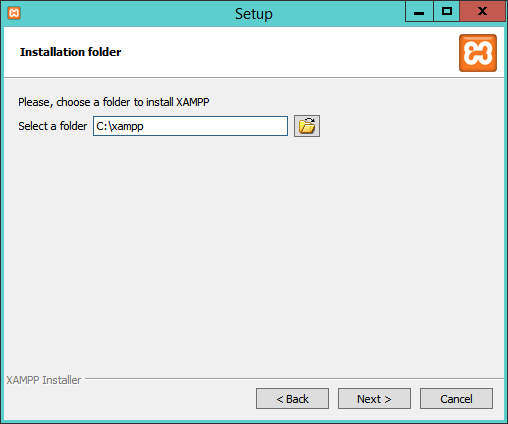 Setup
Installation folder
Please, choose a folder to install XAMPP
Select a folder C:\xampp
XAMPP Installer
< Back Next > Cancel